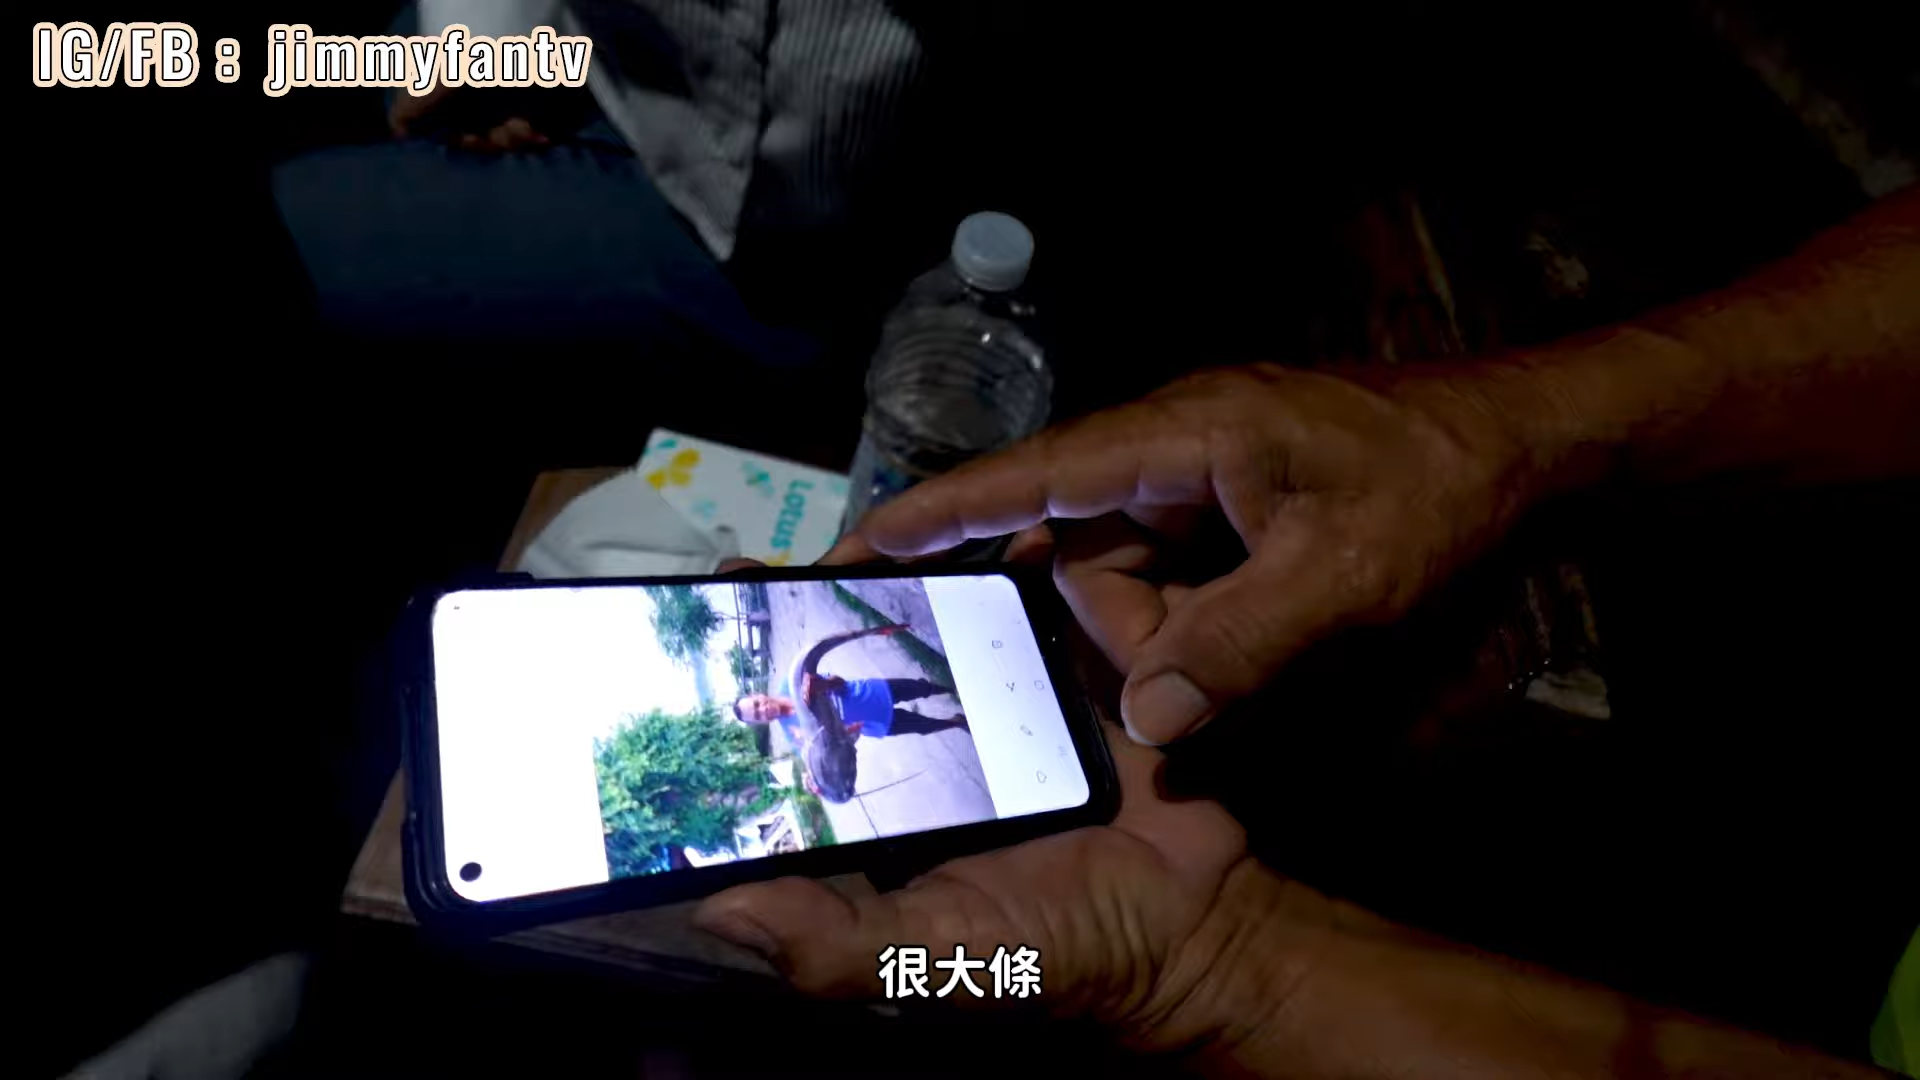 IG/FB：jimmyfantv
Lotus's
很大條